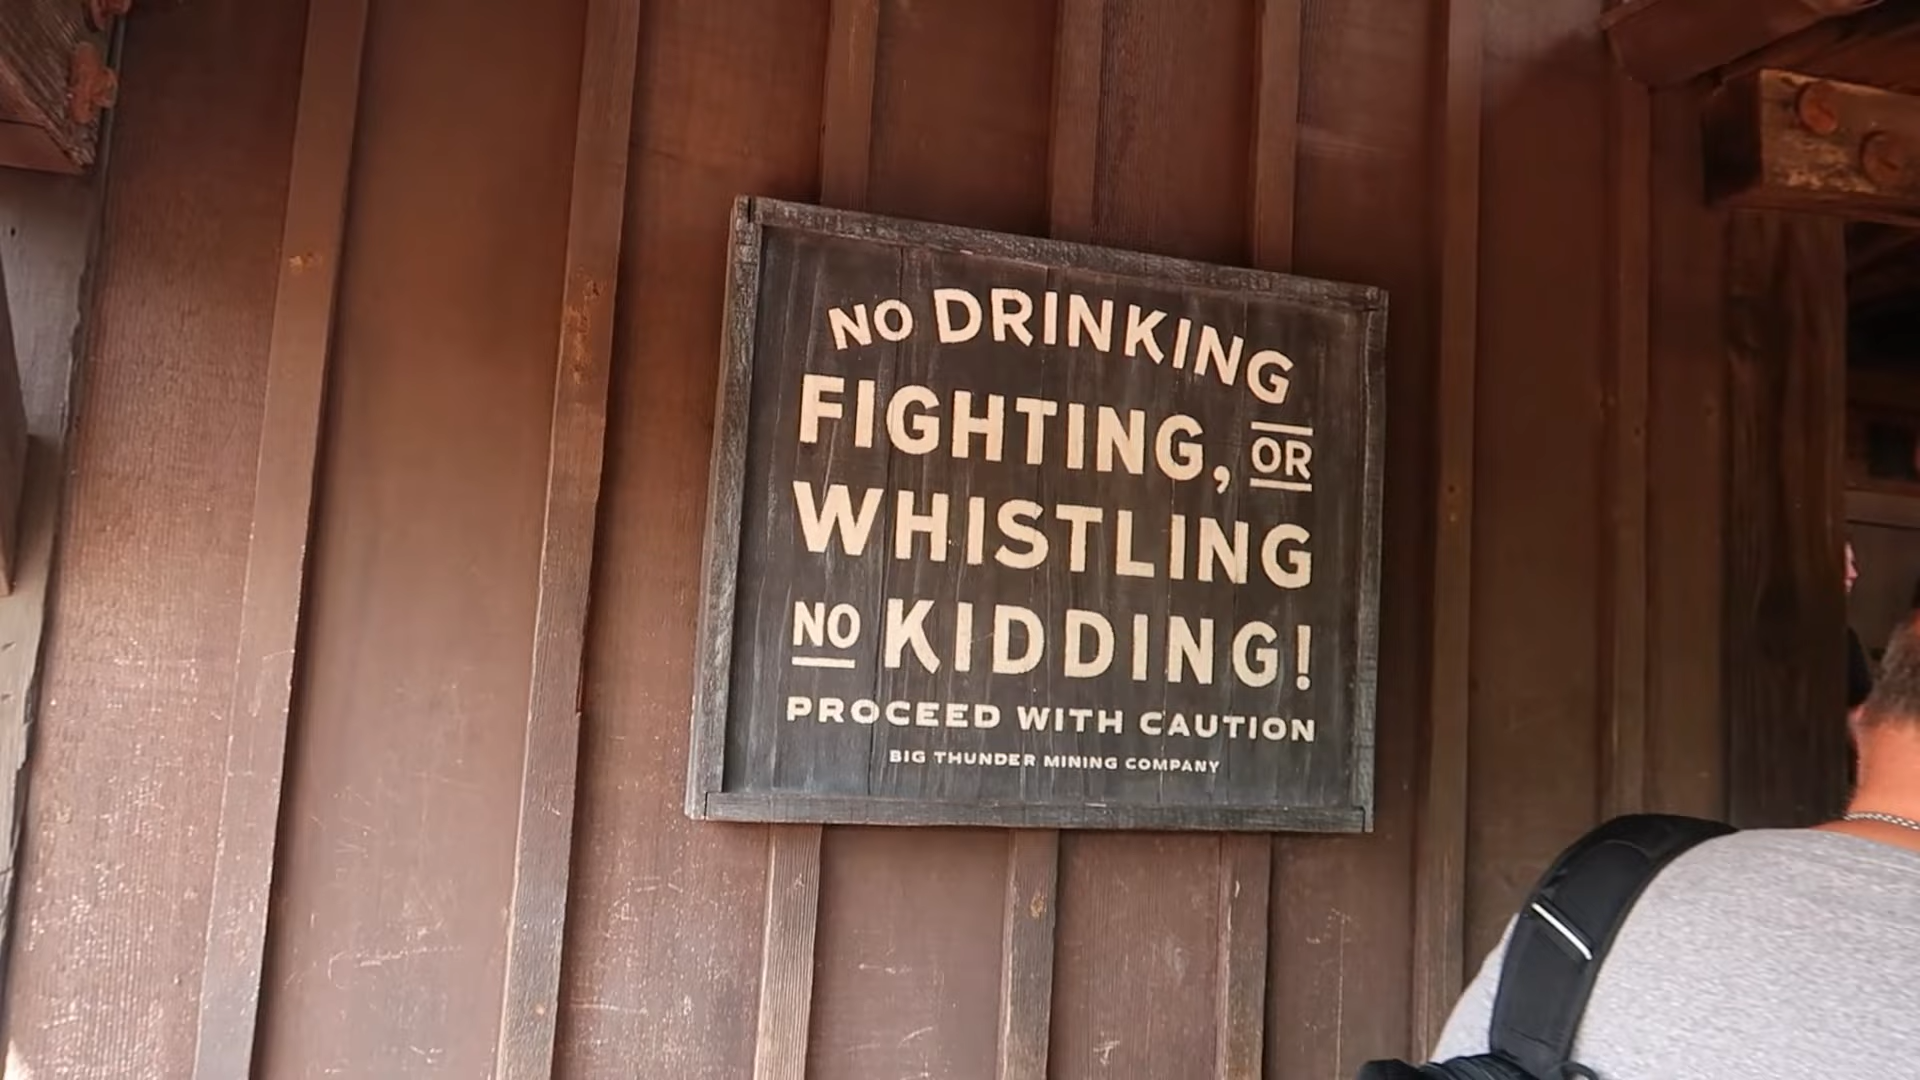 NO DRINKING
FIGHTING, OR
WHISTLING
NO KIDDING!
PROCEED WITH CAUTION
BIG THUNDER MINING COMPANY